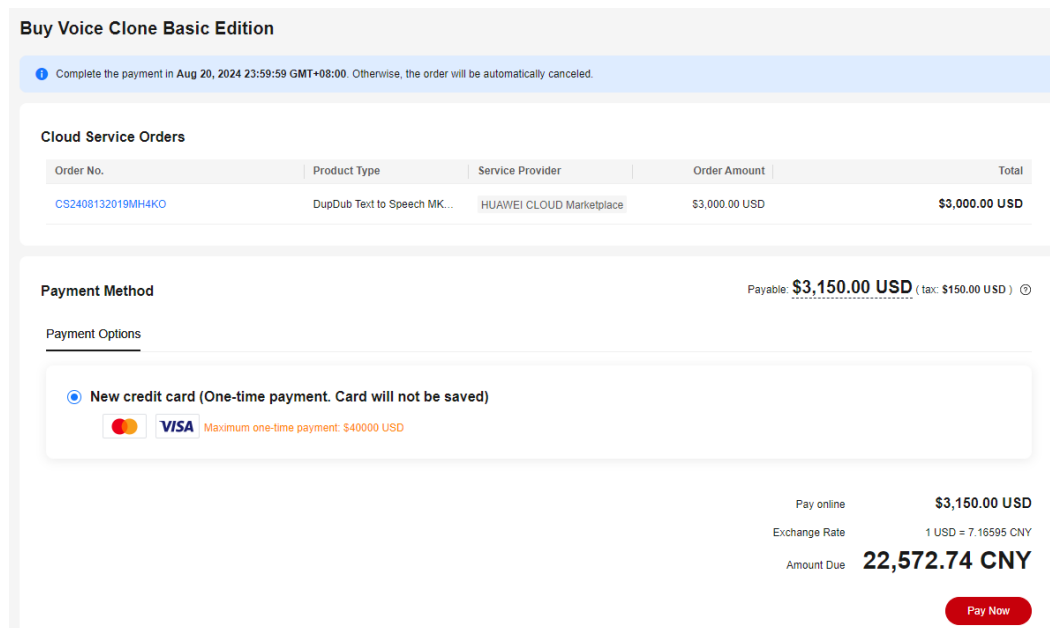 Buy Voice Clone Basic Edition
Complete the payment in Aug 20, 2024 23:59:59 GMT+08:00. Otherwise, the order will be automatically canceled.
Cloud Service Orders
Order No. Product Type Service Provider Order Amount Total
CS2408132019MH4KO DupDub Text to Speech MK... HUAWEI CLOUD Marketplace $3,000.00 USD $3,000.00 USD
Payment Method Payable: $3,150.00 USD ( tax: $150.00 USD )
Payment Options
New credit card (One-time payment. Card will not be saved)
VISA Maximum one-time payment: $40000 USD
Pay online $3,150.00 USD
Exchange Rate 1 USD = 7.16595 CNY
Amount Due 22,572.74 CNY
Pay Now